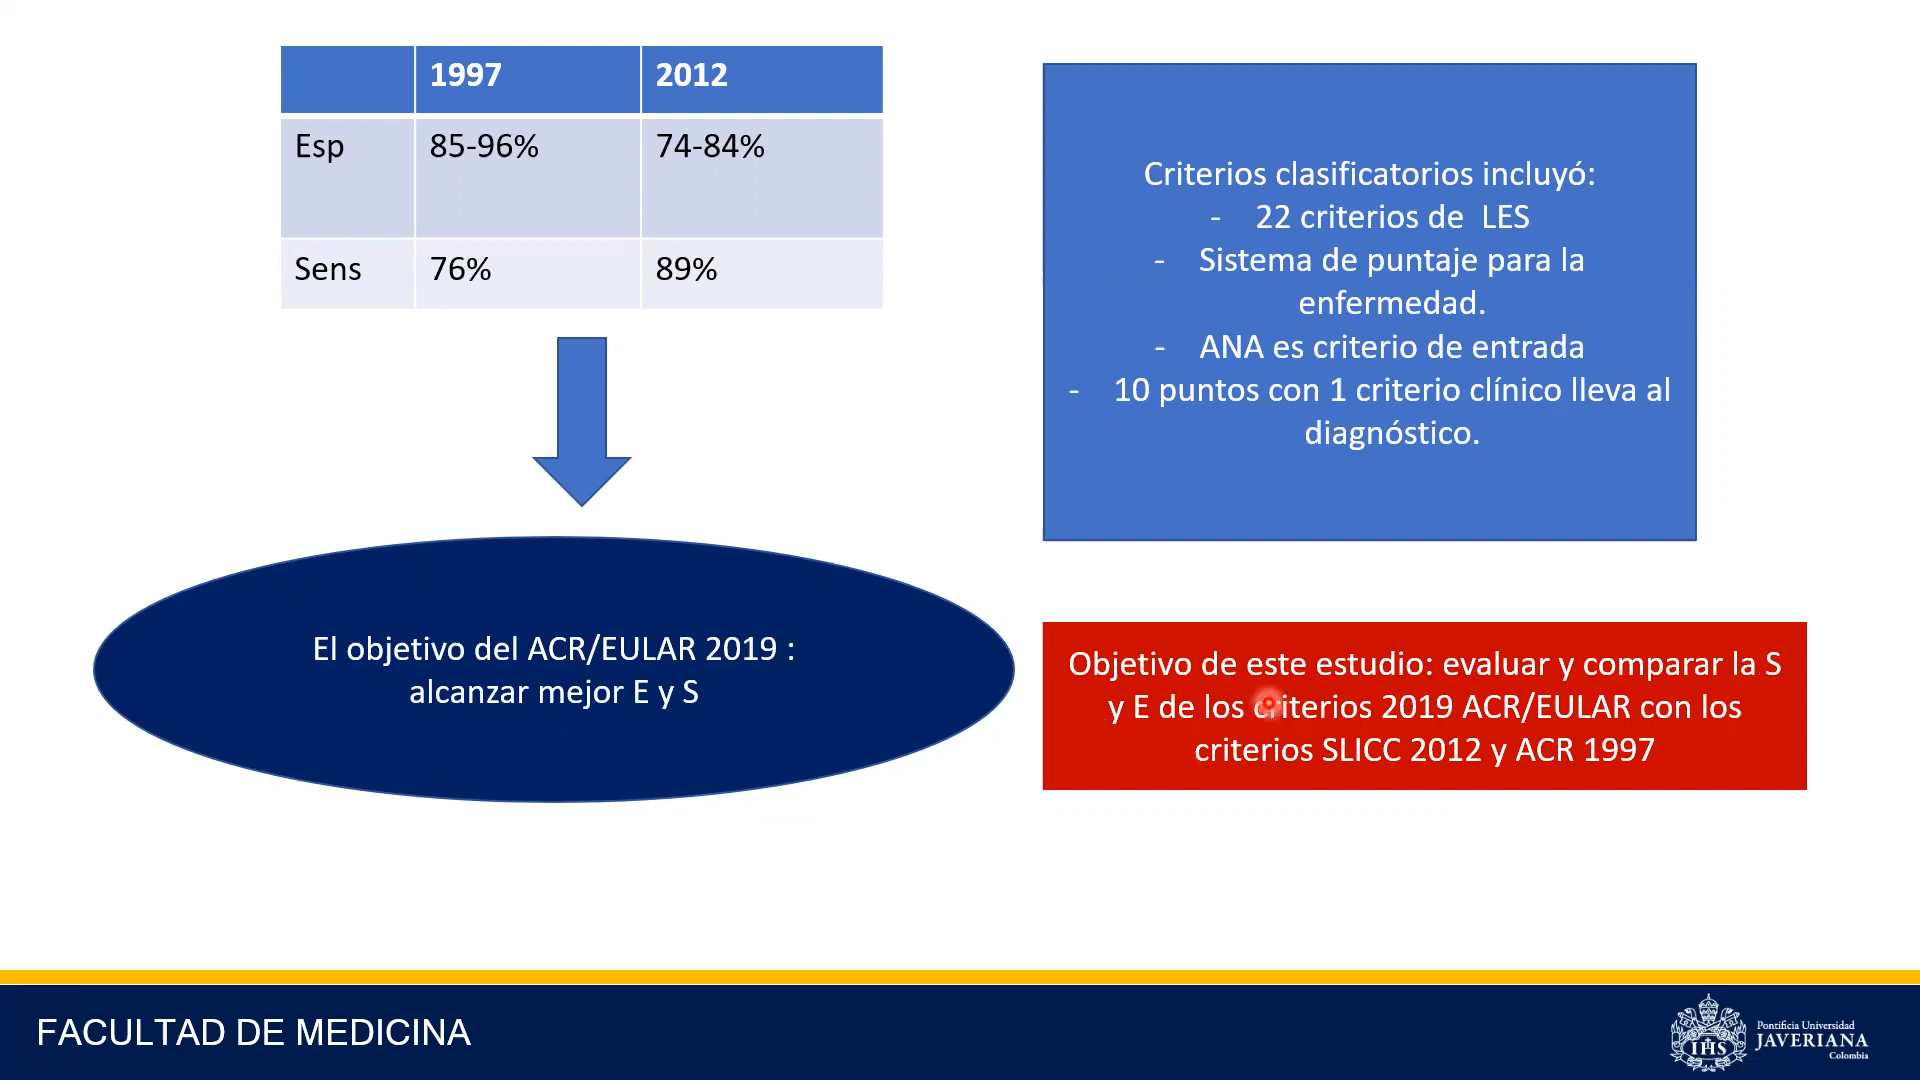 1997 2012
Esp 85-96% 74-84%
Sens 76% 89%
El objetivo del ACR/EULAR 2019 :
alcanzar mejor E y S
Criterios clasificatorios incluyó:
- 22 criterios de LES
- Sistema de puntaje para la
enfermedad.
- ANA es criterio de entrada
- 10 puntos con 1 criterio clínico lleva al
diagnóstico.
Objetivo de este estudio: evaluar y comparar la S
y E de los criterios 2019 ACR/EULAR con los
criterios SLICC 2012 y ACR 1997
FACULTAD DE MEDICINA
IHS
Pontificia Universidad
JAVERIANA
Colombia